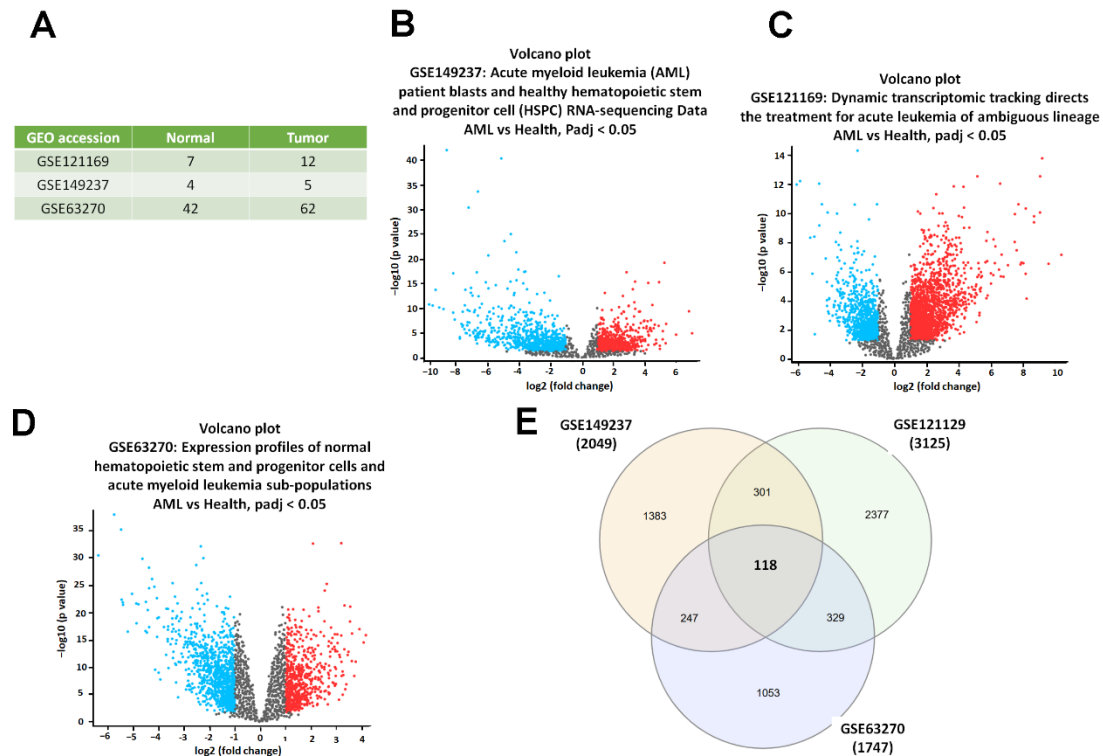 A
GEO accession Normal Tumor
GSE121169 7 12
GSE149237 4 5
GSE63270 42 62
B
Volcano plot
GSE149237: Acute myeloid leukemia (AML)
patient blasts and healthy hematopoietic stem
and progenitor cell (HSPC) RNA-sequencing Data
AML vs Health, Padj < 0.05
−log10 (p value)
40
35
30
25
20
15
10
5
0
-10 -8 -6 -4 -2 0 2 4 6
log2 (fold change)
C
Volcano plot
GSE121169: Dynamic transcriptomic tracking directs
the treatment for acute leukemia of ambiguous lineage
AML vs Health, padj < 0.05
−log10 (p value)
14
12
10
8
6
4
2
0
-6 -4 -2 0 2 4 6 8 10
log2 (fold change)
D
Volcano plot
GSE63270: Expression profiles of normal
hematopoietic stem and progenitor cells and
acute myeloid leukemia sub-populations
AML vs Health, padj < 0.05
−log10 (p value)
35
30
25
20
15
10
5
0
−6 −5 −4 −3 −2 −1 0 1 2 3 4
log2 (fold change)
E
GSE149237
(2049)
GSE121129
(3125)
301
1383
2377
118
247
329
1053
GSE63270
(1747)